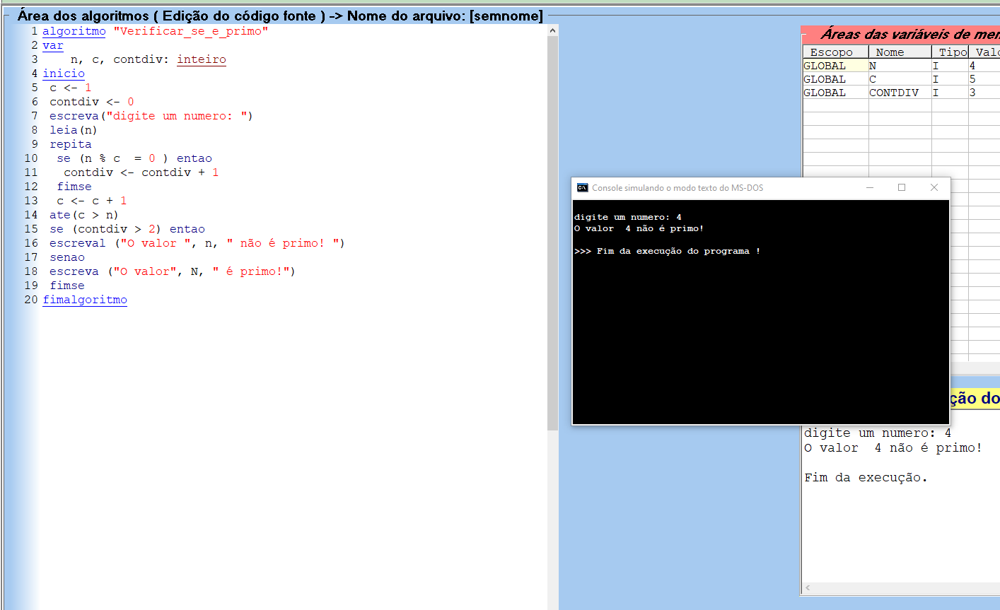 Área dos algoritmos ( Edição do código fonte ) -> Nome do arquivo: [semnome]
1 algoritmo "Verificar_se_e_primo"
2 var
3 n, c, contdiv: inteiro
4 inicio
5 c <- 1
6 contdiv <- 0
7 escreva("digite um numero: ")
8 leia(n)
9 repita
10 se (n % c  = 0 ) entao
11 contdiv <- contdiv + 1
12 fimse
13 c <- c + 1
14 ate(c > n)
15 se (contdiv > 2) entao
16 escreval ("O valor ", n, " não é primo! ")
17 senao
18 escreva ("O valor", N, " é primo!")
19 fimse
20 fimalgoritmo
Áreas das variáveis de mem
Escopo Nome Tipo Valo
GLOBAL N I 4
GLOBAL C I 5
GLOBAL CONTDIV I 3
C:\ Console simulando o modo texto do MS-DOS
digite um numero: 4
O valor  4 não é primo!
>>> Fim da execução do programa !
ção do
digite um numero: 4
O valor  4 não é primo!
Fim da execução.